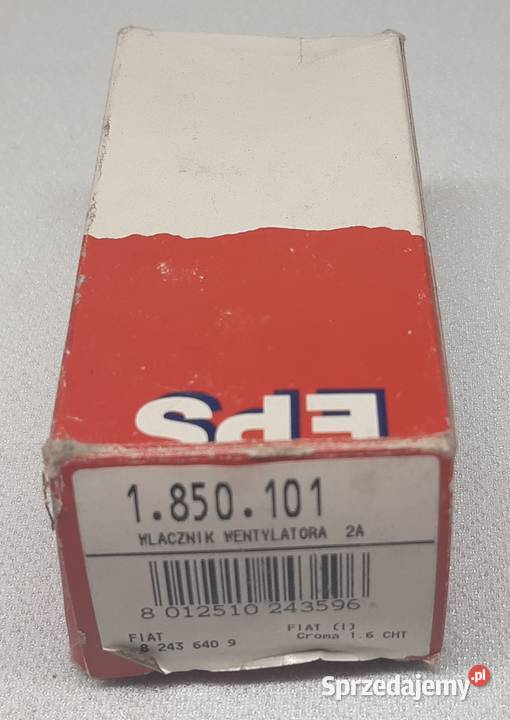 EPS
1.850.101
WLACZNIK WENTYLATORA 2A
8 012510 243596
FIAT FIAT (I)
8 243 640 9 Croma 1.6 CHT
Sprzedajemy.pl